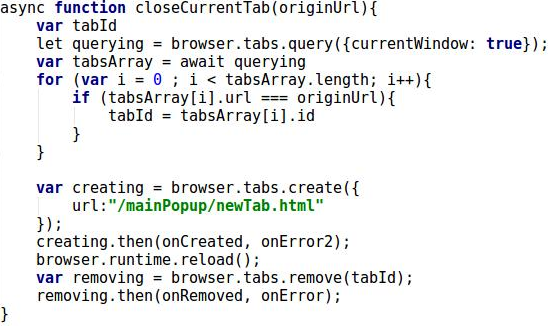 async function closeCurrentTab(originUrl){
    var tabId
    let querying = browser.tabs.query({currentWindow: true});
    var tabsArray = await querying
    for (var i = 0 ; i < tabsArray.length; i++){
        if (tabsArray[i].url === originUrl){
            tabId = tabsArray[i].id
        }
    }

    var creating = browser.tabs.create({
        url:"/mainPopup/newTab.html"
    });
    creating.then(onCreated, onError2);
    browser.runtime.reload();
    var removing = browser.tabs.remove(tabId);
    removing.then(onRemoved, onError);
}